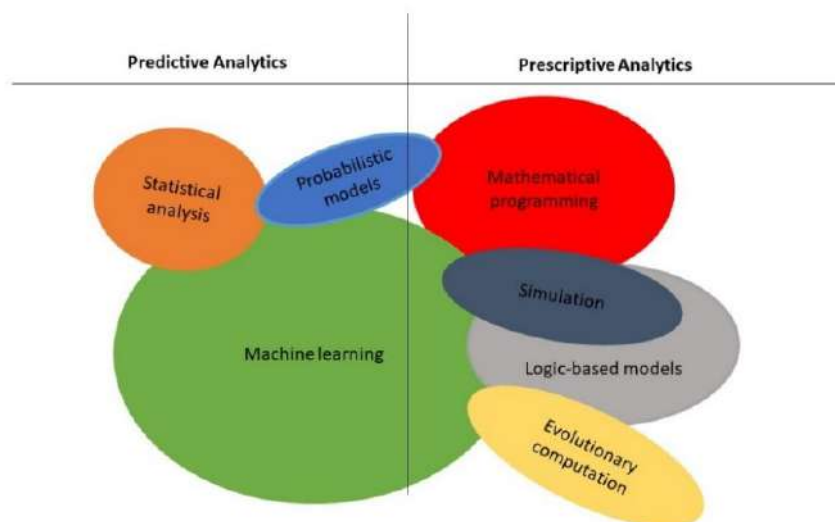 Predictive Analytics
Prescriptive Analytics
Statistical
analysis
Probabilistic
models
Mathematical
programming
Simulation
Machine learning
Logic-based models
Evolutionary
computation